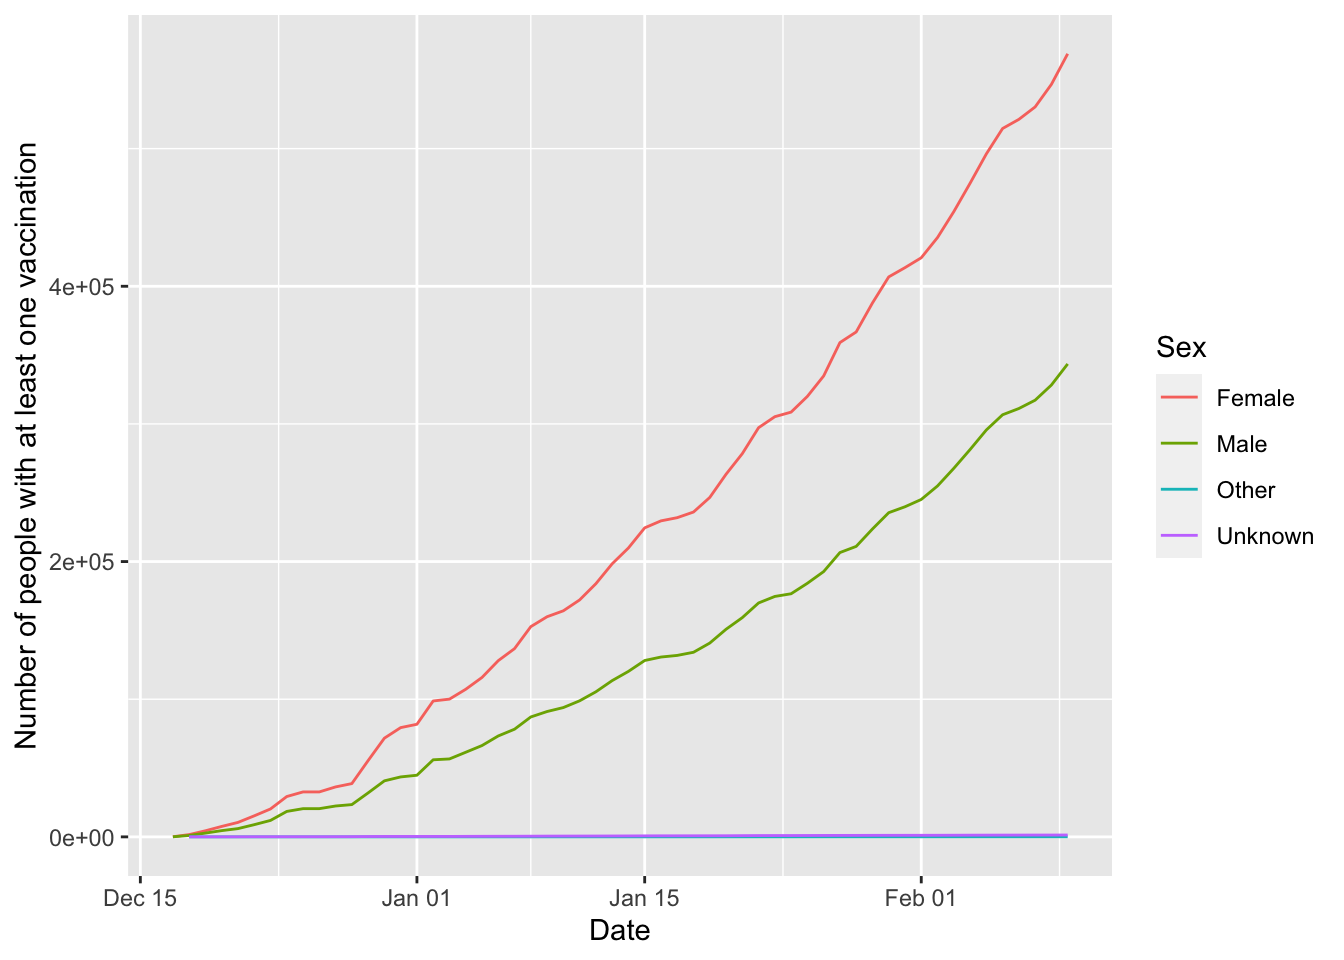 Number of people with at least one vaccination
4e+05
2e+05
0e+00
Dec 15
Jan 01
Jan 15
Feb 01
Date
Sex
Female
Male
Other
Unknown